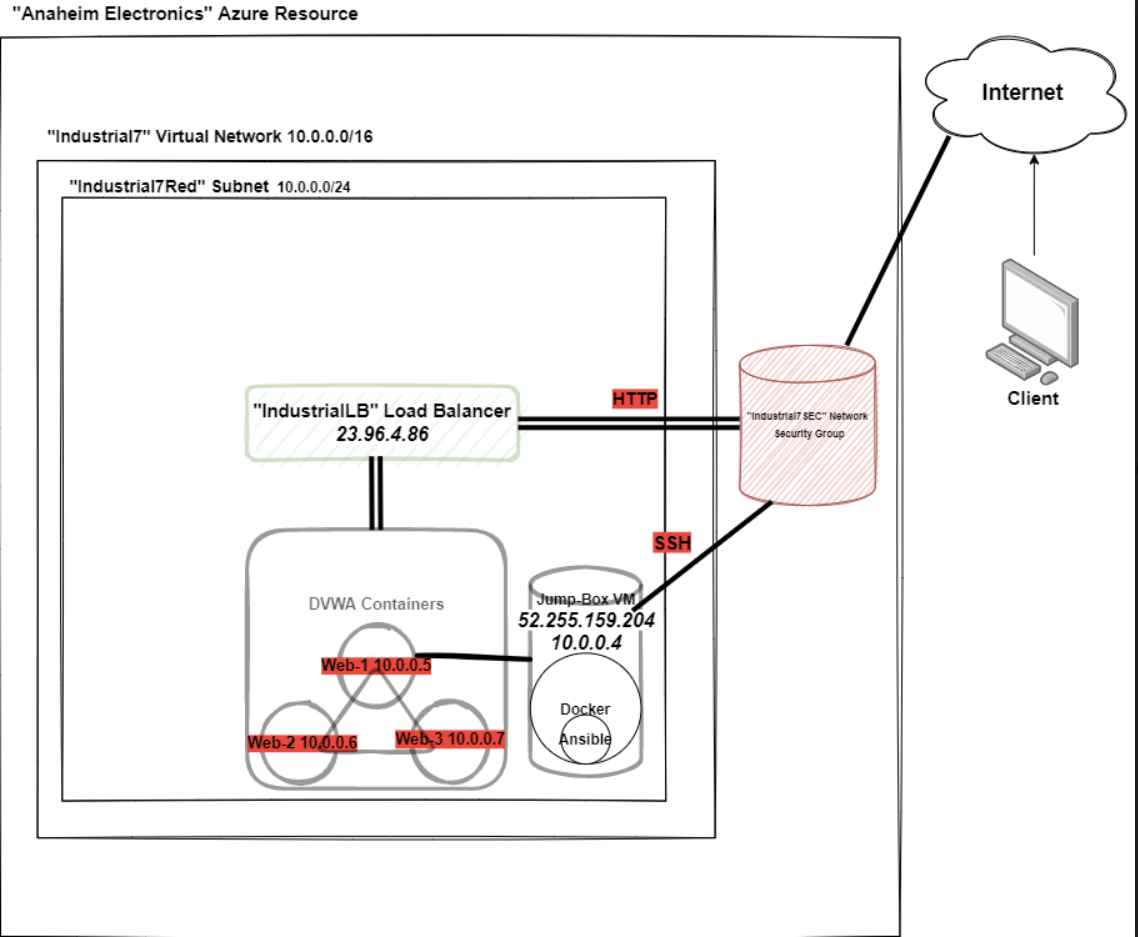 "Anaheim Electronics" Azure Resource
Internet
"Industrial7" Virtual Network 10.0.0.0/16
"Industrial7Red" Subnet 10.0.0.0/24
Client
HTTP
"IndustrialLB" Load Balancer
23.96.4.86
"Industrial7SEC" Network
Security Group
SSH
DVWA Containers
Jump-Box VM
52.255.159.204
10.0.0.4
Web-1 10.0.0.5
Docker
Web-2 10.0.0.6
Web-3 10.0.0.7
Ansible